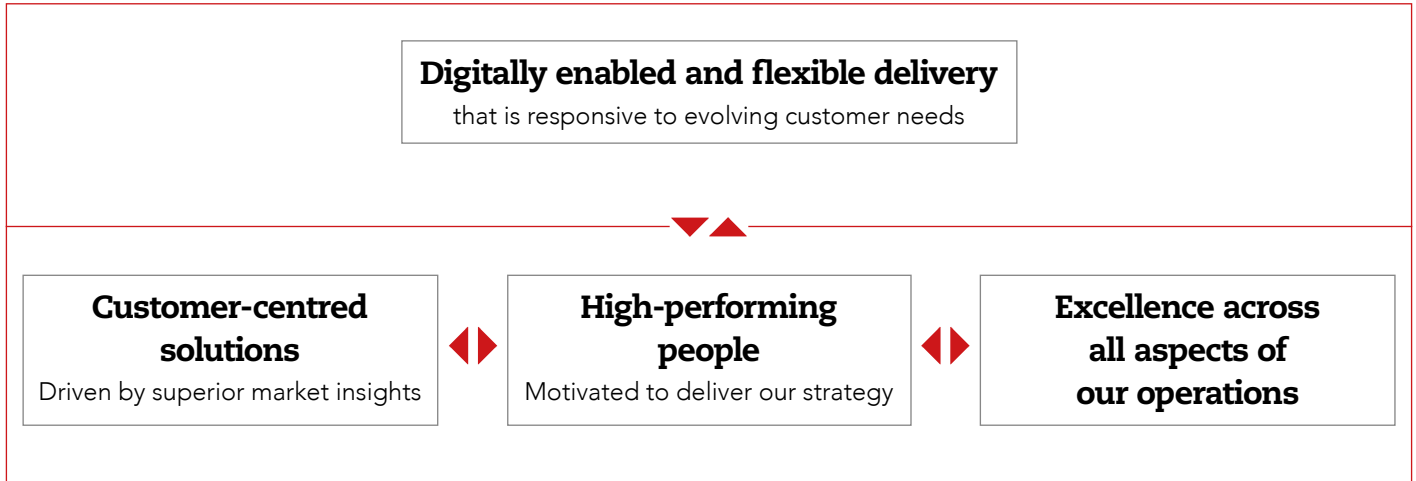 Digitally enabled and flexible delivery
that is responsive to evolving customer needs
Customer-centred
solutions
Driven by superior market insights
High-performing
people
Motivated to deliver our strategy
Excellence across
all aspects of
our operations